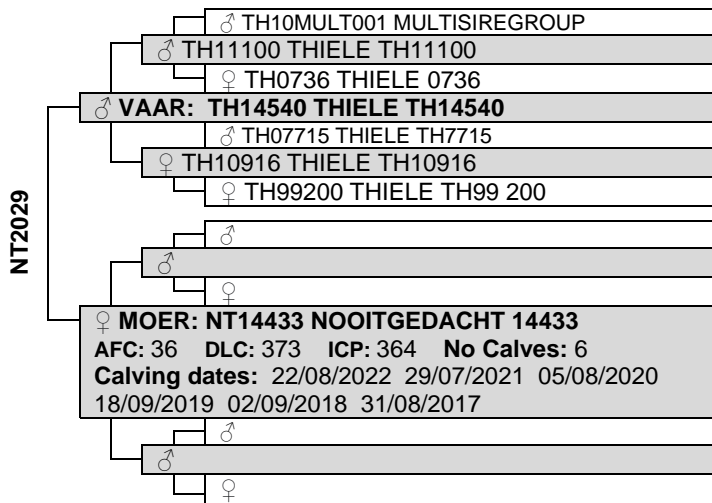 ♂ TH10MULT001 MULTISIREGROUP
♂ TH11100 THIELE TH11100
♀ TH0736 THIELE 0736
♂ VAAR: TH14540 THIELE TH14540
♂ TH07715 THIELE TH7715
♀ TH10916 THIELE TH10916
♀ TH99200 THIELE TH99 200
NT2029
♂
♂
♀
♀ MOER: NT14433 NOOITGEDACHT 14433
AFC: 36 DLC: 373 ICP: 364 No Calves: 6
Calving dates: 22/08/2022 29/07/2021 05/08/2020
18/09/2019 02/09/2018 31/08/2017
♂
♂
♀